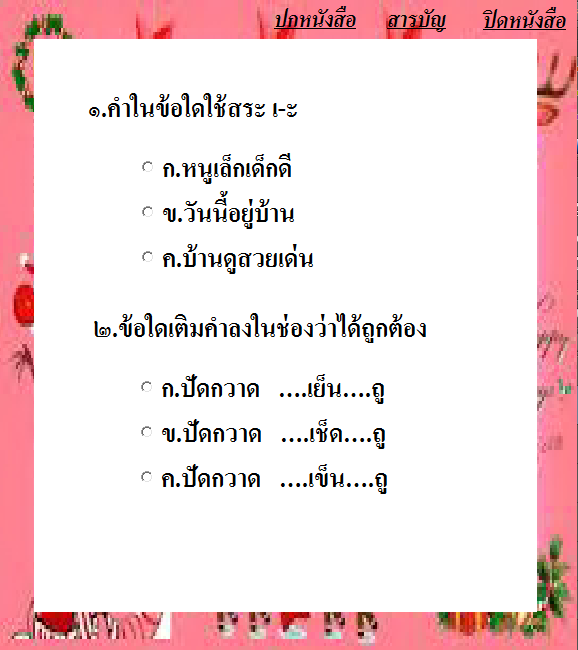 ปกหนังสือ สารบัญ ปิดหนังสือ
๑.คำในข้อใดใช้สระ เ-ะ
ก.หนูเล็กเด็กดี
ข.วันนี้อยู่บ้าน
ค.บ้านดูสวยเด่น
๒.ข้อใดเติมคำลงในช่องว่าได้ถูกต้อง
ก.ปัดกวาด ....เย็น....ถู
ข.ปัดกวาด ....เช็ด....ถู
ค.ปัดกวาด ....เข็น....ถู